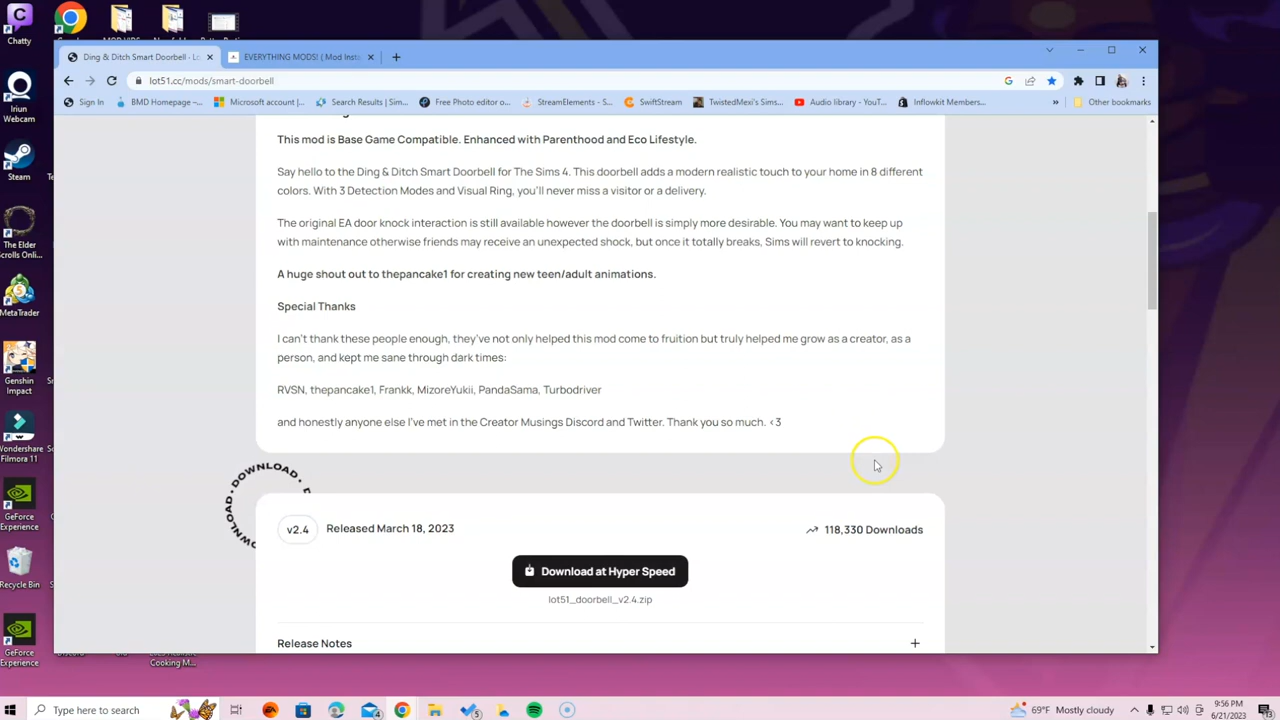 Chatty
Iriun
Webcam
Steam
The Elder
Scrolls Onli...
MetaTrader
Genshin
Impact
Wondershare
Filmora 11
GeForce
Experience
Recycle Bin
GeForce
Experience
Cooking M...
Ding & Ditch Smart Doorbell - Lo
EVERYTHING MODS! ( Mod Inst
lot51.cc/mods/smart-doorbell
Sign In
BMD Homepage –...
Microsoft account |...
Search Results | Sim...
Free Photo editor o...
StreamElements - S...
SwiftStream
TwistedMexi's Sims...
Audio library - YouT...
Inflowkit Members...
Other bookmarks
This mod is Base Game Compatible. Enhanced with Parenthood and Eco Lifestyle.
Say hello to the Ding & Ditch Smart Doorbell for The Sims 4. This doorbell adds a modern realistic touch to your home in 8 different
colors. With 3 Detection Modes and Visual Ring, you'll never miss a visitor or a delivery.
The original EA door knock interaction is still available however the doorbell is simply more desirable. You may want to keep up
with maintenance otherwise friends may receive an unexpected shock, but once it totally breaks, Sims will revert to knocking.
A huge shout out to thepancake1 for creating new teen/adult animations.
Special Thanks
I can't thank these people enough, they've not only helped this mod come to fruition but truly helped me grow as a creator, as a
person, and kept me sane through dark times:
RVSN, thepancake1, Frankk, MizoreYukii, PandaSama, Turbodriver
and honestly anyone else I've met in the Creator Musings Discord and Twitter. Thank you so much. <3
DOWNLOAD • DOWNLOAD •
v2.4
Released March 18, 2023
118,330 Downloads
Download at Hyper Speed
lot51_doorbell_v2.4.zip
Release Notes
+
Type here to search
4
5
69°F Mostly cloudy
9:56 PM
6/21/2023